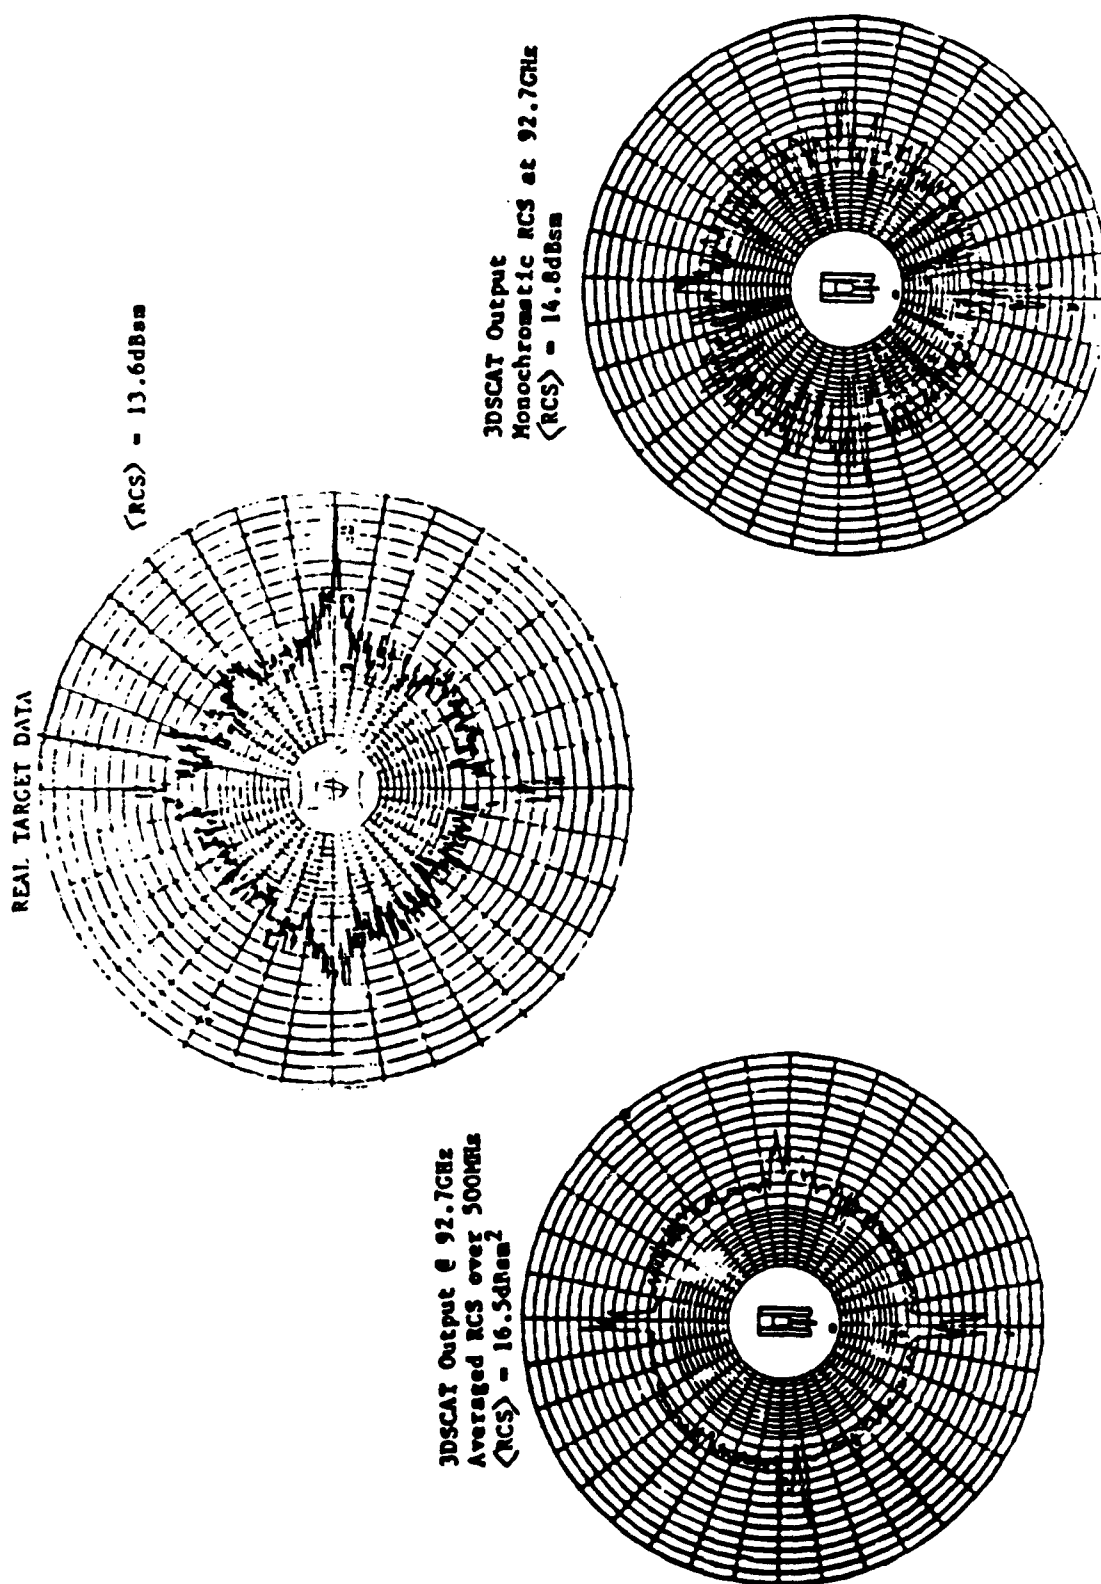 REAL TARGET DATA
⟨RCS⟩ = 13.6dBsm
3DSCAT Output @ 92.7GHz
Averaged RCS over 500MHz
⟨RCS⟩ = 16.5dBsm²
3DSCAT Output
Monochromatic RCS at 92.7GHz
⟨RCS⟩ = 14.8dBsm